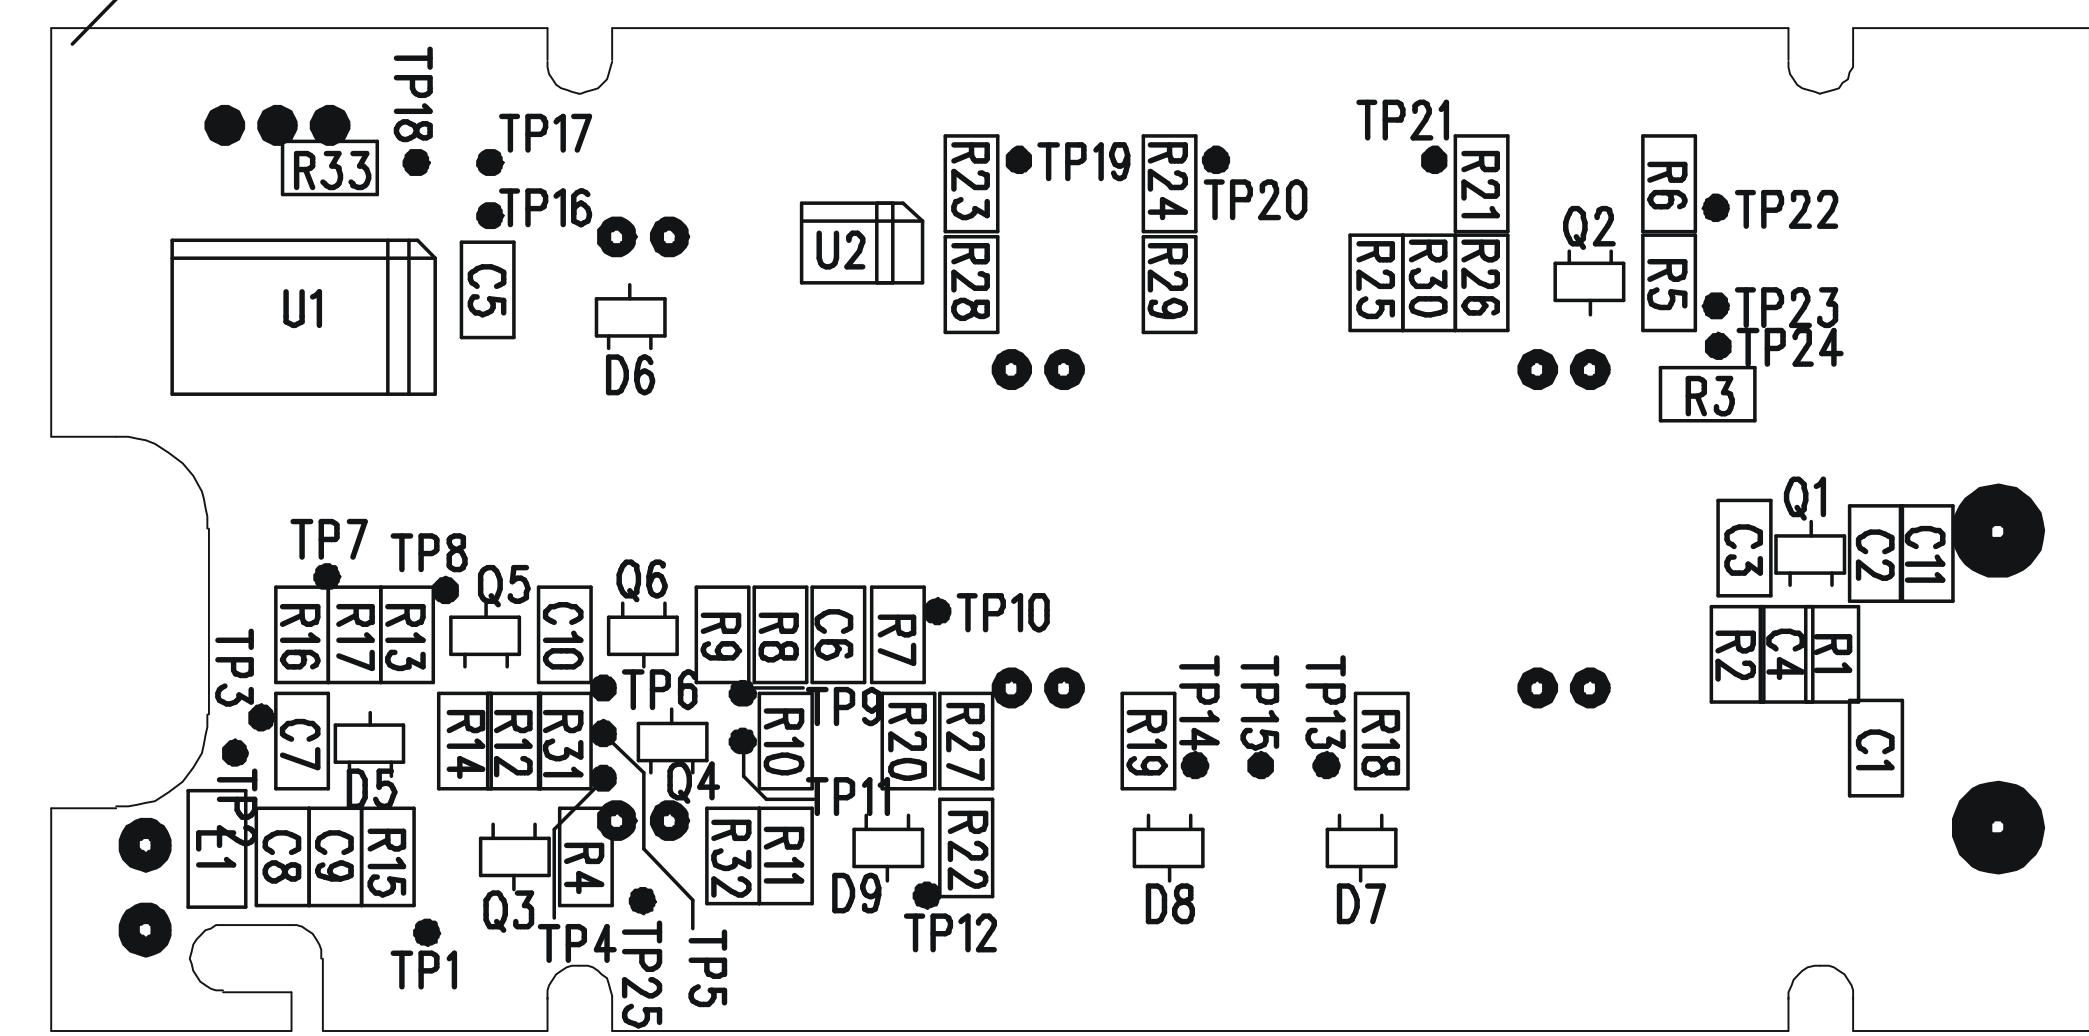 TP18
TP17
TP21
R33
R23
TP19
R24
TP20
R21
R6
TP22
TP16
Q2
U2
U1
C5
R28
R29
R25
R30
R26
R5
TP23
TP24
D6
R3
Q1
C3
C2
C11
TP7
TP8
Q5
Q6
R16
R17
R13
C10
R9
R8
C6
R7
TP10
R2
C4
R1
TP3
TP6
TP9
TP14
TP15
TP13
C7
D5
R14
R12
R31
Q4
R10
R20
R27
R19
R18
C1
TP2
TP11
E1
C8
C9
R15
Q3
R4
R32
R11
D9
R22
D8
D7
TP1
TP4
TP25
TP5
TP12